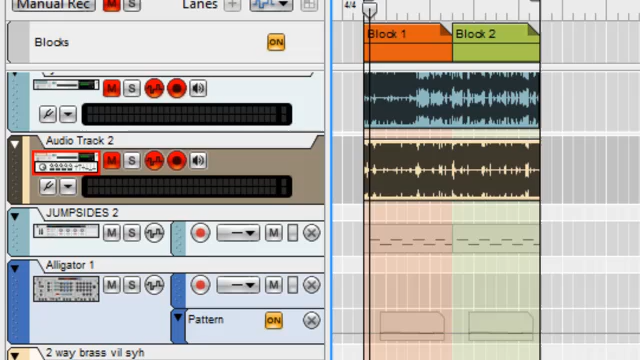 Manual Rec M S Lanes + 4/4
Blocks ON Block 1 Block 2
M S
Audio Track 2
M S
JUMPSIDES 2
M S M
Alligator 1
M S M
Pattern ON
2 way brass vil syh